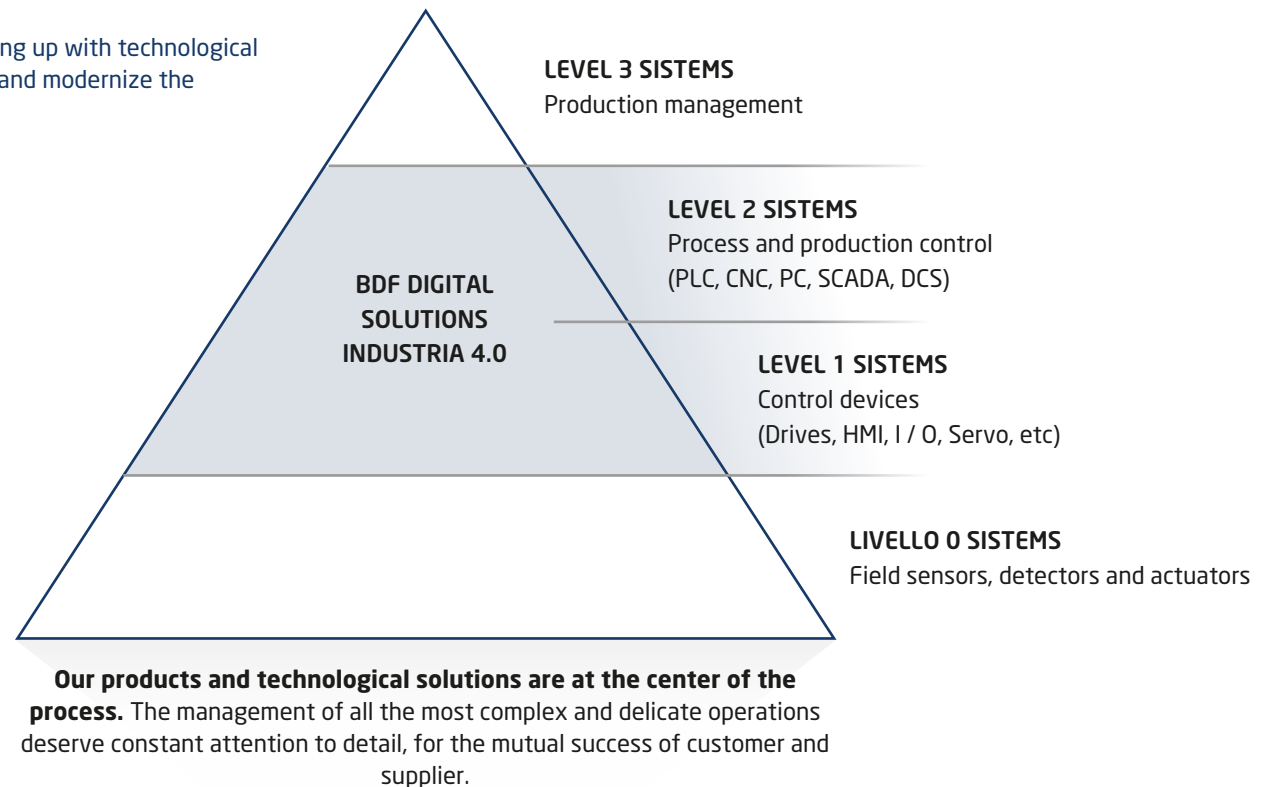 ng up with technological
and modernize the
LEVEL 3 SISTEMS
Production management
LEVEL 2 SISTEMS
Process and production control
(PLC, CNC, PC, SCADA, DCS)
BDF DIGITAL
SOLUTIONS
INDUSTRIA 4.0
LEVEL 1 SISTEMS
Control devices
(Drives, HMI, I / O, Servo, etc)
LIVELLO 0 SISTEMS
Field sensors, detectors and actuators
Our products and technological solutions are at the center of the
process. The management of all the most complex and delicate operations
deserve constant attention to detail, for the mutual success of customer and
supplier.